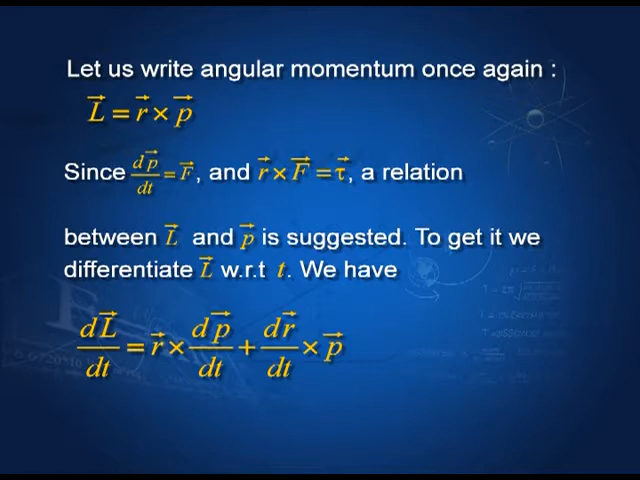 Let us write angular momentum once again :
L⃗ = r⃗ × p⃗
Since dp⃗/dt = F⃗, and r⃗ × F⃗ = τ⃗, a relation
between L⃗ and p⃗ is suggested. To get it we
differentiate L⃗ w.r.t t. We have
dL⃗/dt = r⃗ × dp⃗/dt + dr⃗/dt × p⃗